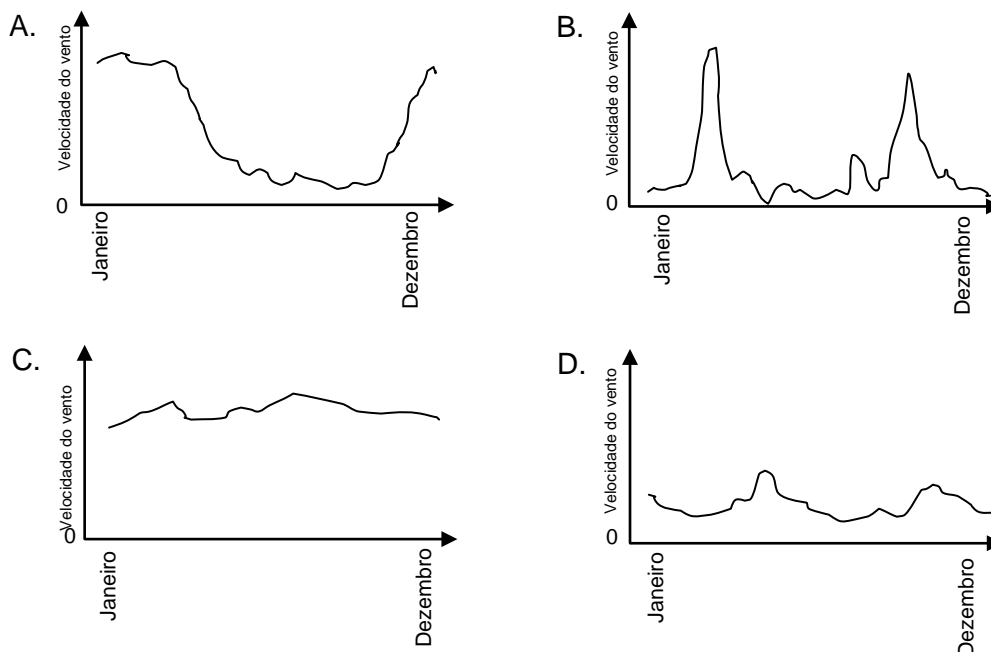 A.
Velocidade do vento
0
Janeiro
Dezembro
B.
Velocidade do vento
0
Janeiro
Dezembro
C.
Velocidade do vento
0
Janeiro
Dezembro
D.
Velocidade do vento
0
Janeiro
Dezembro